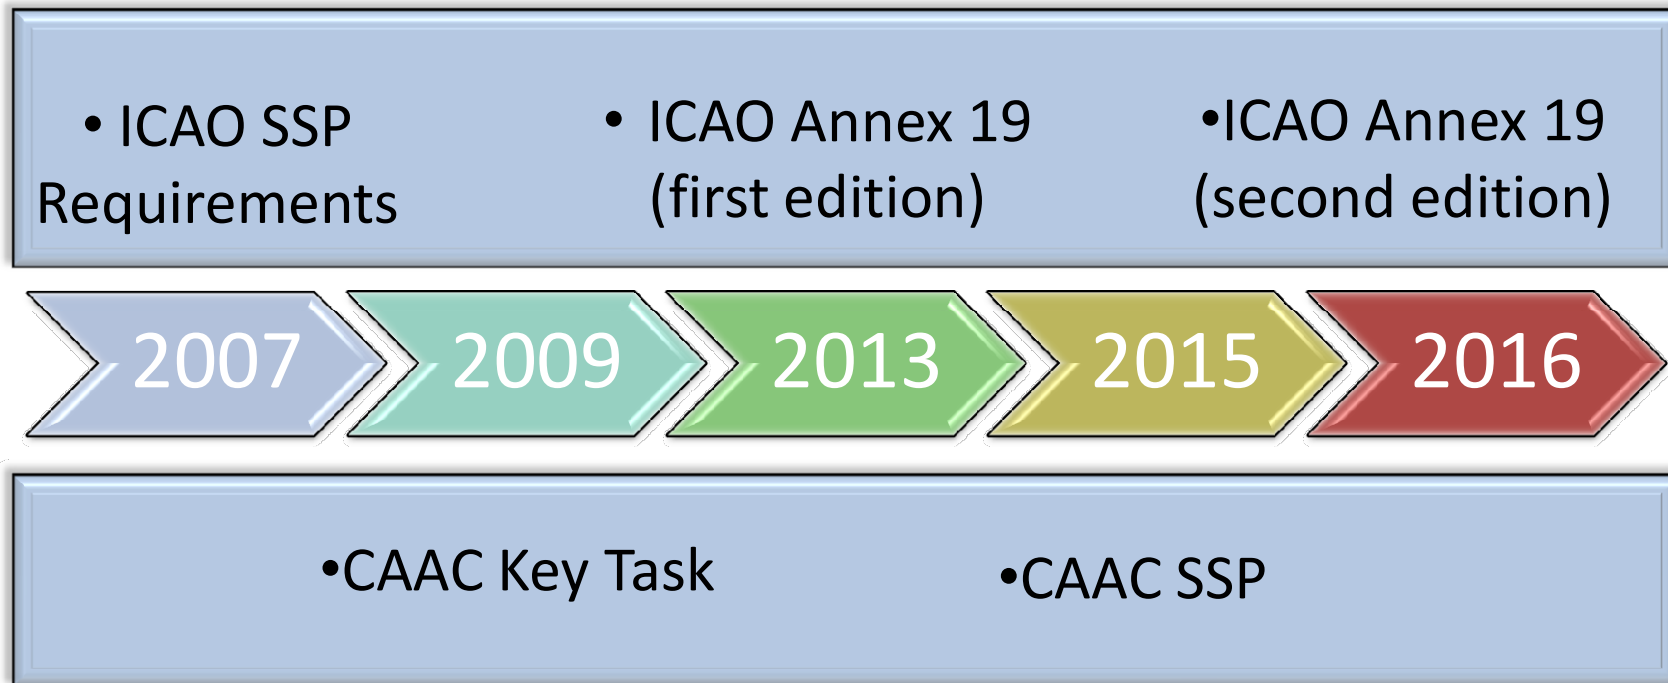 • ICAO SSP
Requirements
• ICAO Annex 19
(first edition)
•ICAO Annex 19
(second edition)
2007
2009
2013
2015
2016
•CAAC Key Task
•CAAC SSP